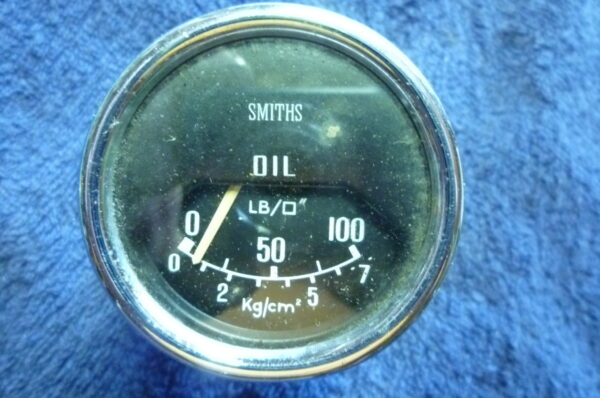 SMITHS
OIL
LB/□"
0 50 100
0 2 5 7
Kg/cm²